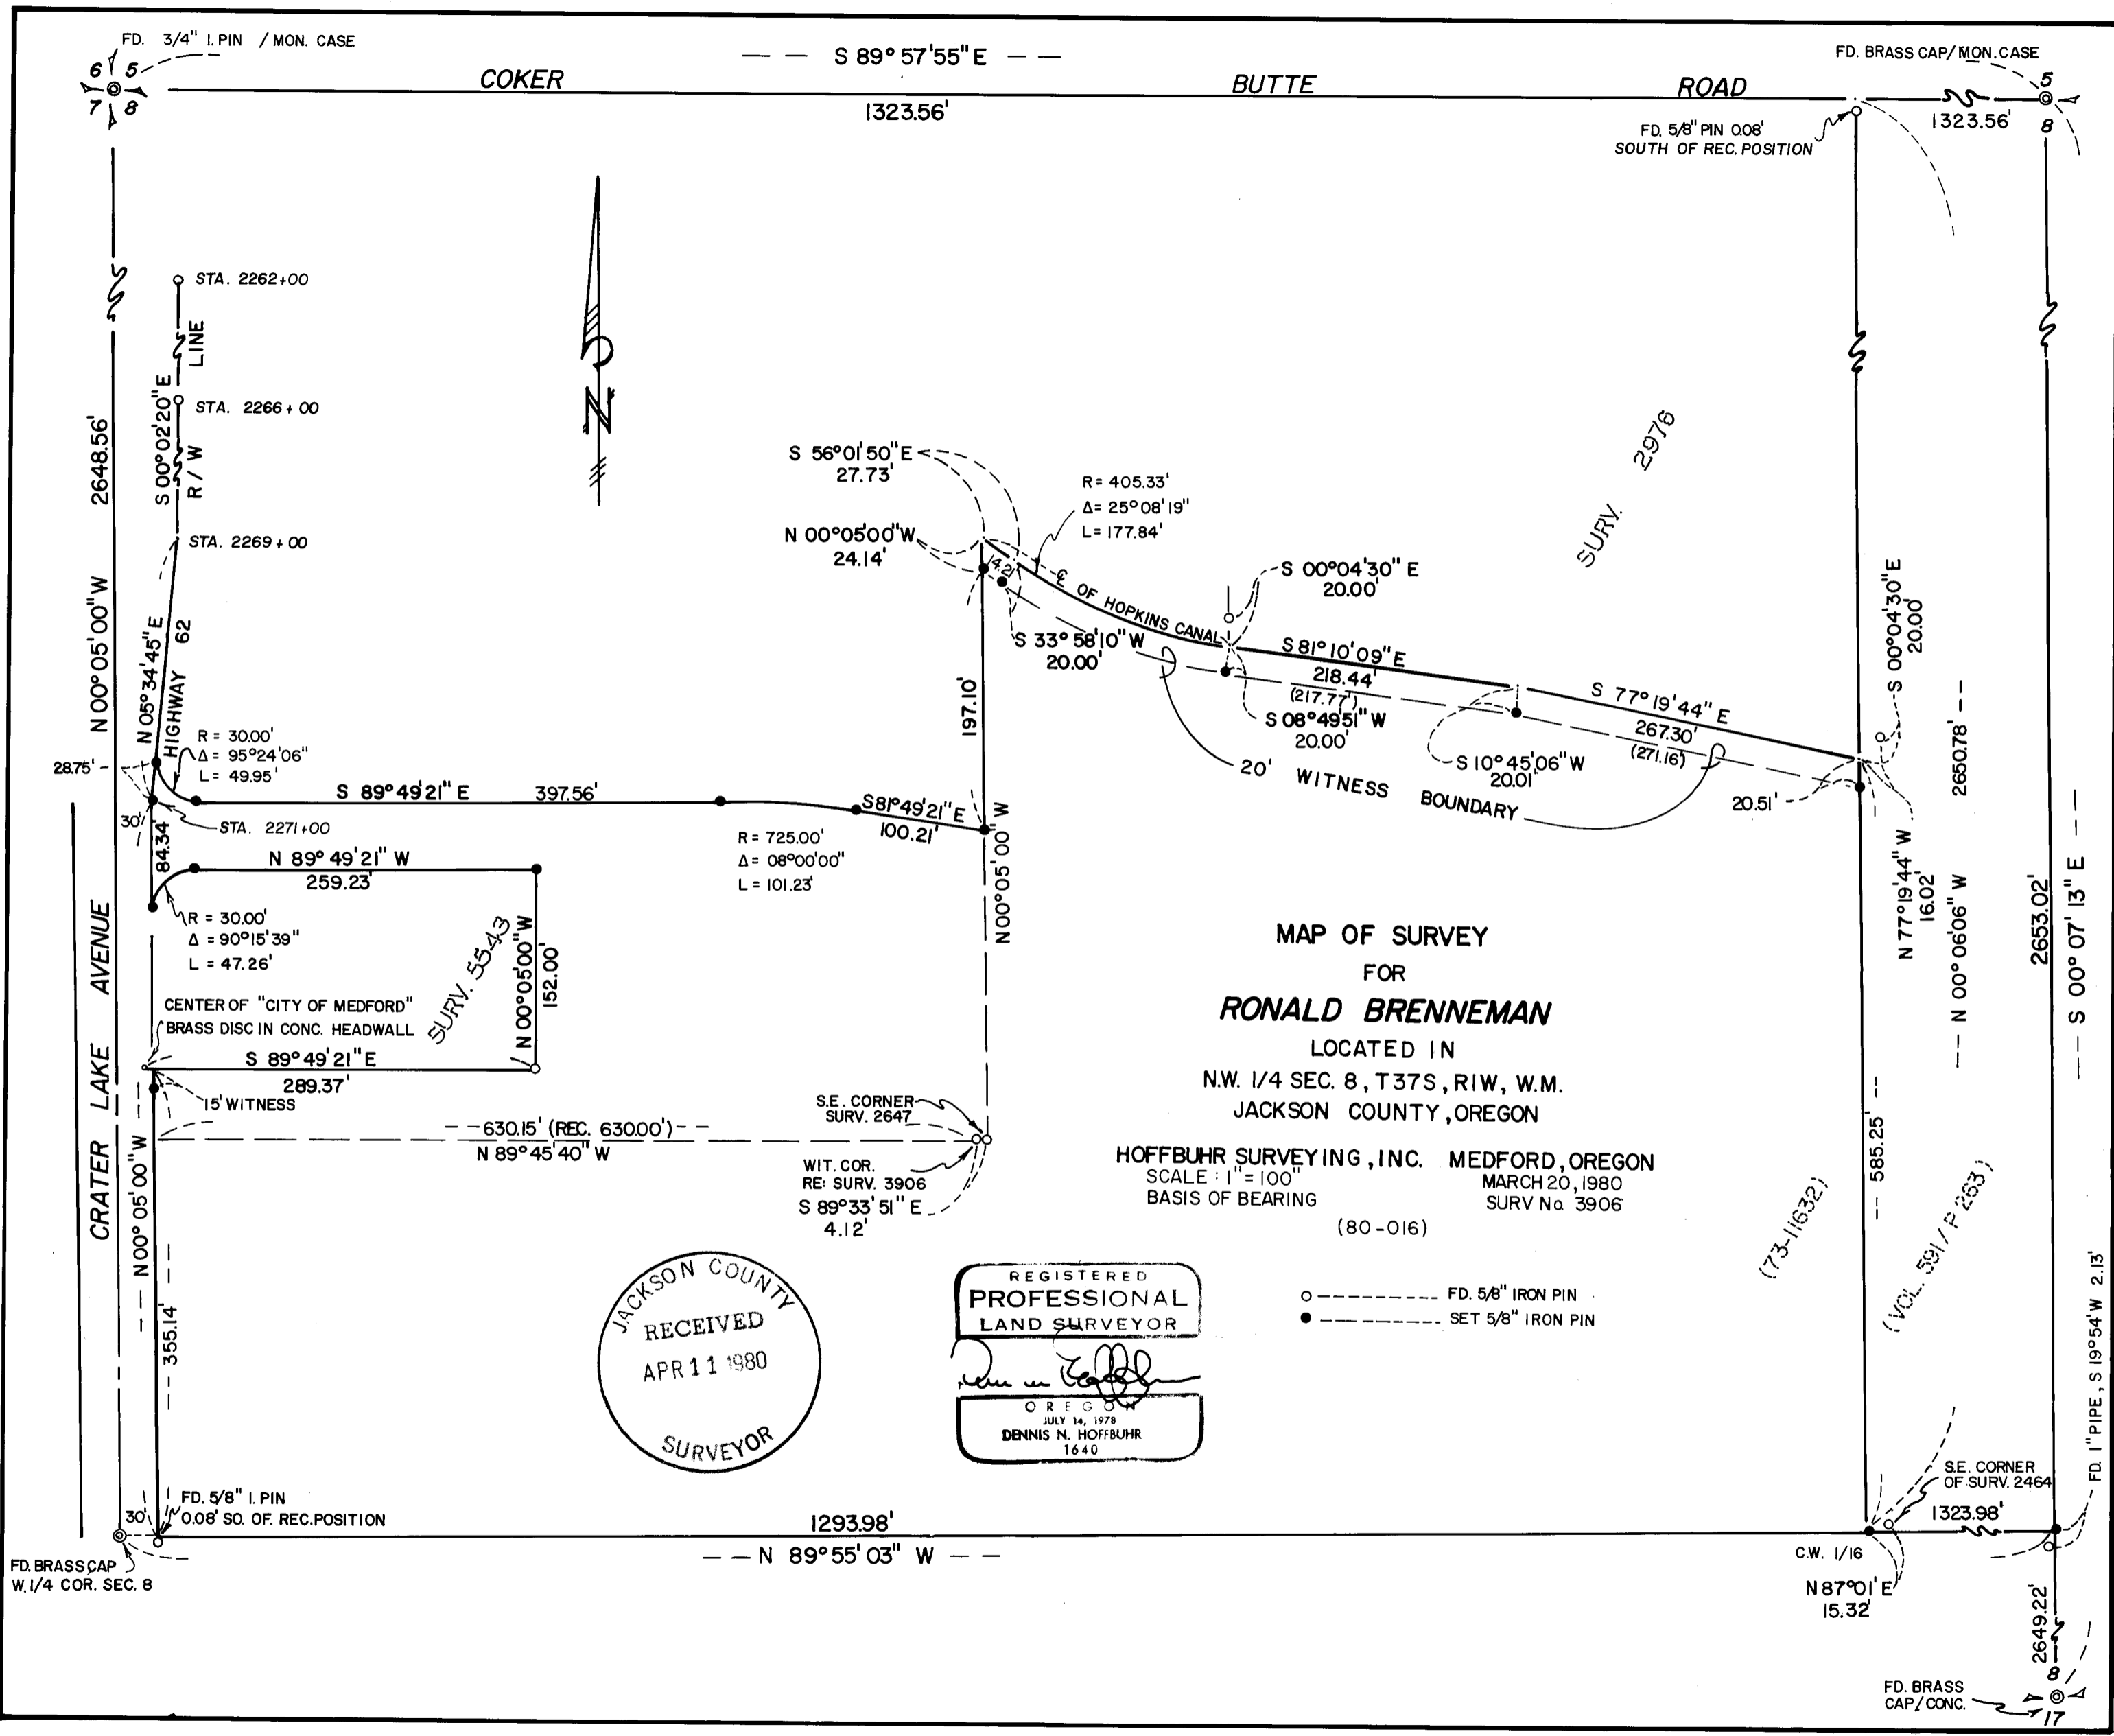 FD. 3/4" I. PIN / MON. CASE
6 5
7 8
— — S 89° 57' 55" E — —
COKER BUTTE ROAD
1323.56'
FD. BRASS CAP/ MON. CASE
5
8
1323.56'
FD. 5/8" PIN 0.08'
SOUTH OF REC. POSITION
STA. 2262+00
LINE
S 00° 02' 20" E
STA. 2266 + 00
R / W
STA. 2269 + 00
2648.56'
N 00° 05' 00" W
N 05° 34' 45" E
HIGHWAY 62
R = 30.00'
Δ = 95° 24' 06"
L = 49.95'
28.75'
N
S 56° 01' 50" E
27.73'
N 00° 05' 00" W
24.14'
R = 405.33'
Δ = 25° 08' 19"
L = 177.84'
14.21
℄ OF HOPKINS CANAL
S 00° 04' 30" E
20.00'
S 33° 58' 10" W
20.00'
197.10'
S 81° 10' 09" E
218.44'
(217.77')
S 08° 49' 51" W
20.00'
S 77° 19' 44" E
267.30'
(271.16')
S 10° 45' 06" W
20.01'
20' WITNESS BOUNDARY
20.51'
SURV. 2976
S 00° 04' 30" E
20.00'
N 77° 19' 44" W
16.02'
2650.78'
— — N 00° 06' 06" W
2653.02'
— — S 00° 07' 13" E — —
S 89° 49' 21" E 397.56'
S 81° 49' 21" E
100.21'
R = 725.00'
Δ = 08° 00' 00"
L = 101.23'
30'
STA. 2271+00
84.34'
N 89° 49' 21" W
259.23'
R = 30.00'
Δ = 90° 15' 39"
L = 47.26'
SURV. 5543
N 00° 05' 00" W
152.00'
N 00° 05' 00" W
CENTER OF "CITY OF MEDFORD"
BRASS DISC IN CONC. HEADWALL
S 89° 49' 21" E
289.37'
15' WITNESS
CRATER LAKE AVENUE
— — N 00° 05' 00" W
— — 355.14'
— — 630.15' (REC. 630.00') — —
N 89° 45' 40" W
S.E. CORNER
SURV. 2647
WIT. COR.
RE: SURV. 3906
S 89° 33' 51" E
4.12'
MAP OF SURVEY
FOR
RONALD BRENNEMAN
LOCATED IN
N.W. 1/4 SEC. 8, T37S, R1W, W.M.
JACKSON COUNTY, OREGON
HOFFBUHR SURVEYING, INC. MEDFORD, OREGON
SCALE : 1" = 100" MARCH 20, 1980
BASIS OF BEARING SURV No. 3906
(80-016)
FD. 5/8" IRON PIN
SET 5/8" IRON PIN
JACKSON COUNTY
RECEIVED
APR 11 1980
SURVEYOR
REGISTERED
PROFESSIONAL
LAND SURVEYOR
OREGON
JULY 14, 1978
DENNIS N. HOFFBUHR
1640
— — 585.25' — —
(73-11632)
(VOL. 591 / P 263)
FD. 1" PIPE, S 19° 54' W 2.13'
S.E. CORNER
OF SURV. 2464
1323.98'
30'
FD. 5/8" I. PIN
0.08' SO. OF. REC. POSITION
1293.98'
— — N 89° 55' 03" W — —
FD. BRASS CAP
W. 1/4 COR. SEC. 8
C.W. 1/16
N 87° 01' E
15.32'
2649.22'
8
17
FD. BRASS
CAP / CONC.